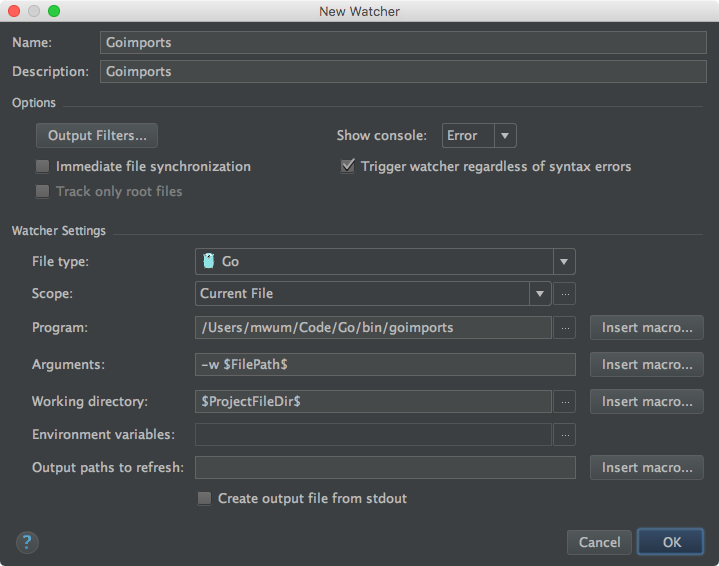 New Watcher
Name: Goimports
Description: Goimports
Options
Output Filters... Show console: Error
Immediate file synchronization Trigger watcher regardless of syntax errors
Track only root files
Watcher Settings
File type: Go
Scope: Current File ...
Program: /Users/mwum/Code/Go/bin/goimports ... Insert macro...
Arguments: -w $FilePath$ Insert macro...
Working directory: $ProjectFileDir$ ... Insert macro...
Environment variables: ...
Output paths to refresh: Insert macro...
Create output file from stdout
? Cancel OK